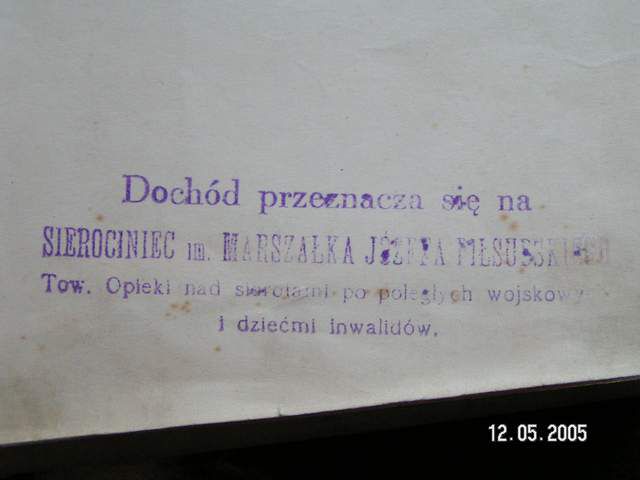 Dochód przeznacza się na
SIEROCINIEC im. MARSZAŁKA JÓZEFA PIŁSUDSKIEGO
Tow. Opieki nad sierotami po poległych wojskowych
i dziećmi inwalidów.
12.05.2005